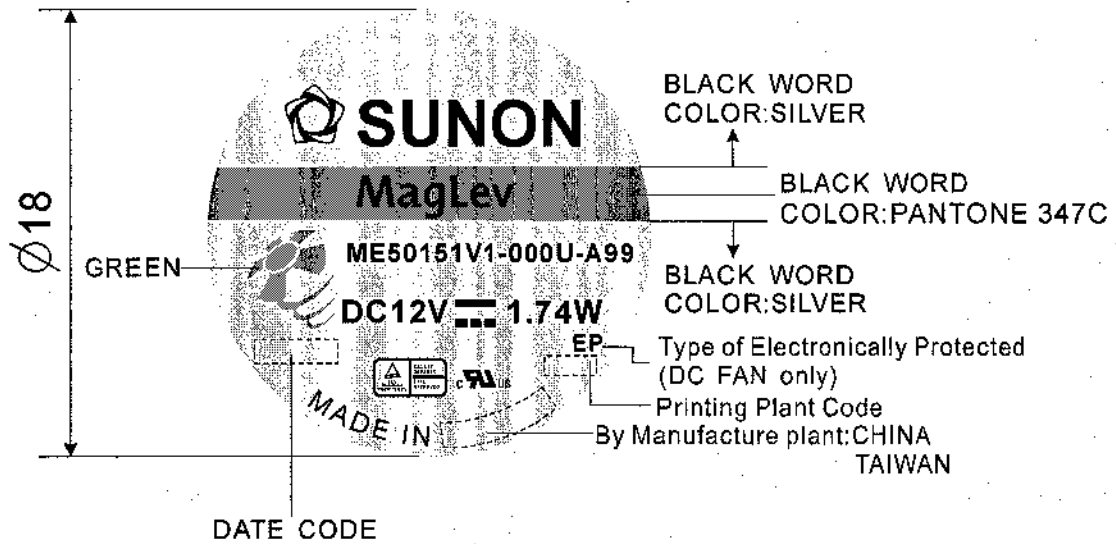 SUNON
MagLev
ME50151V1-000U-A99
DC12V 1.74W
EP
MADE IN
Ø18
GREEN
DATE CODE
BLACK WORD
COLOR:SILVER
BLACK WORD
COLOR:PANTONE 347C
BLACK WORD
COLOR:SILVER
Type of Electronically Protected
(DC FAN only)
Printing Plant Code
By Manufacture plant:CHINA
TAIWAN